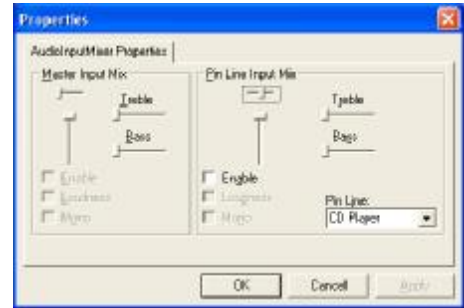 Properties
AudioInputMixer Properties
Master Input Mix
Treble
Bass
Enable
Loudness
Mono
Pin Line Input Mix
Treble
Bass
Enable
Loudness
Mono
Pin Line:
CD Player
OK
Cancel
Apply